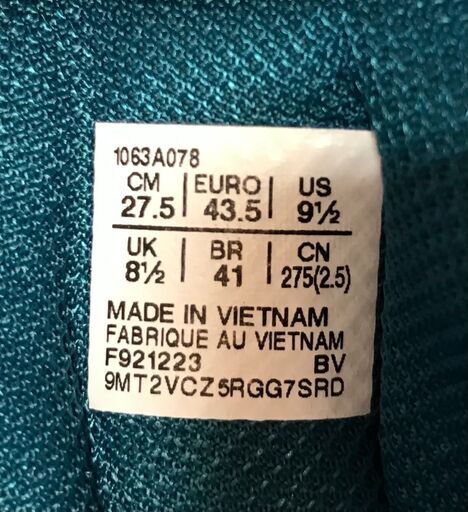 1063A078
CM | EURO | US
27.5 | 43.5 | 9½
UK | BR | CN
8½ | 41 | 275(2.5)
MADE IN VIETNAM
FABRIQUE AU VIETNAM
F921223 BV
9MT2VCZ5RGG7SRD